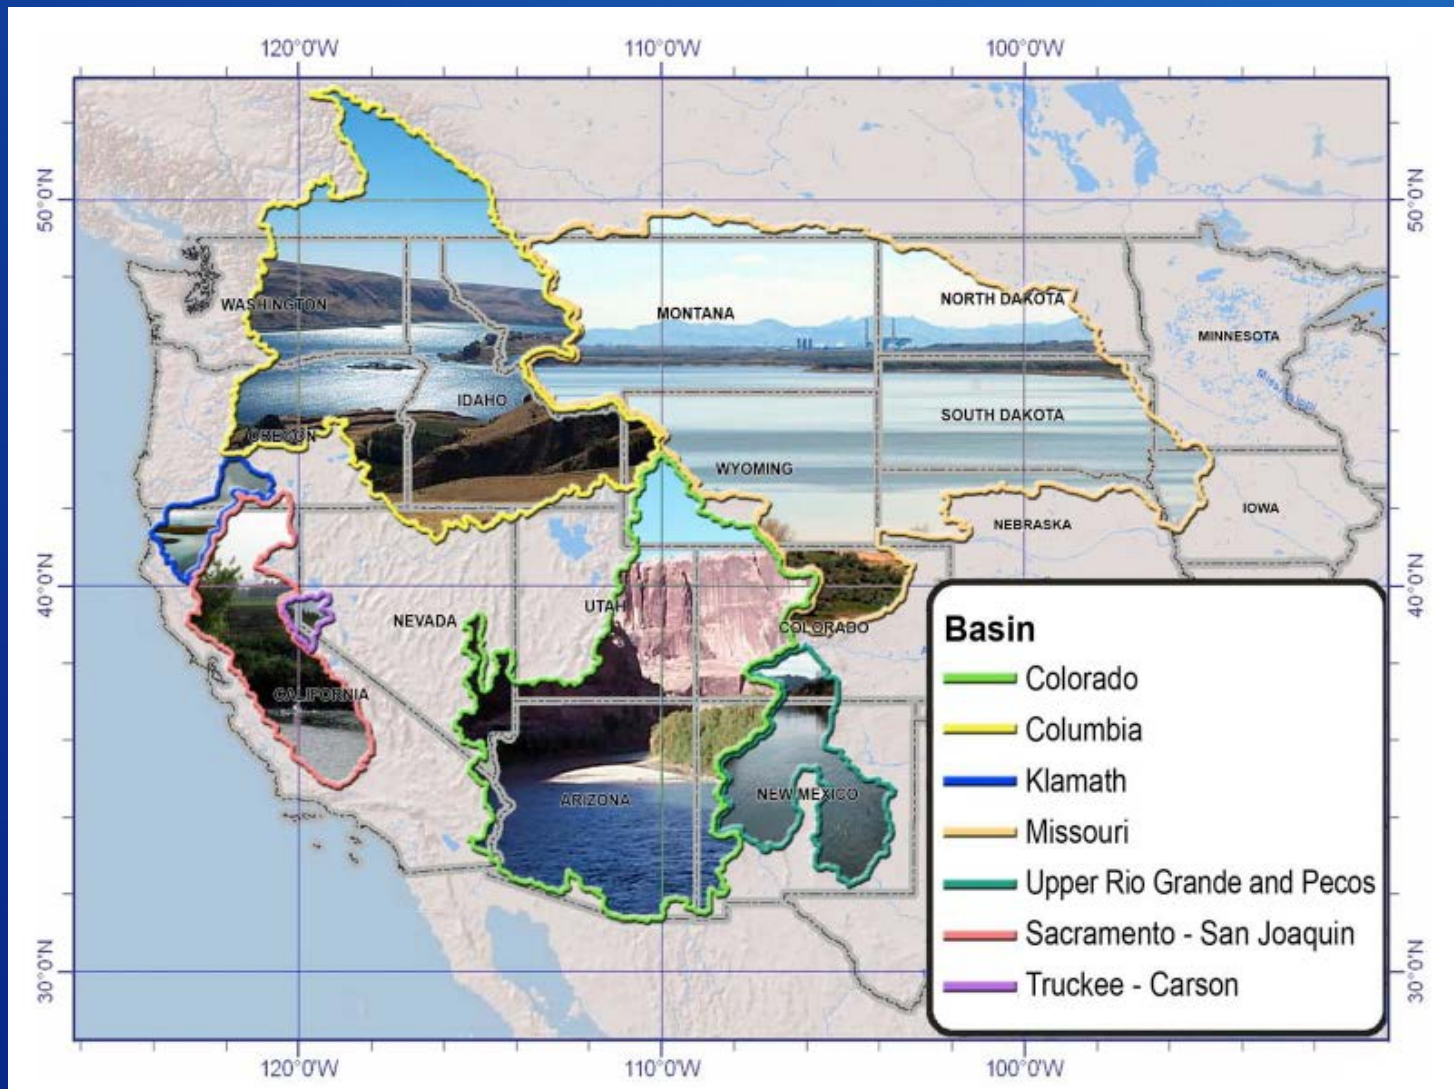 120°0'W
110°0'W
100°0'W
50°0'N
50°0'N
WASHINGTON
MONTANA
NORTH DAKOTA
MINNESOTA
Mississippi
IDAHO
SOUTH DAKOTA
OREGON
WYOMING
IOWA
NEBRASKA
40°0'N
40°0'N
UTAH
NEVADA
COLORADO
CALIFORNIA
ARIZONA
NEW MEXICO
Basin
Colorado
Columbia
Klamath
Missouri
Upper Rio Grande and Pecos
Sacramento - San Joaquin
Truckee - Carson
30°0'N
30°0'N
120°0'W
110°0'W
100°0'W